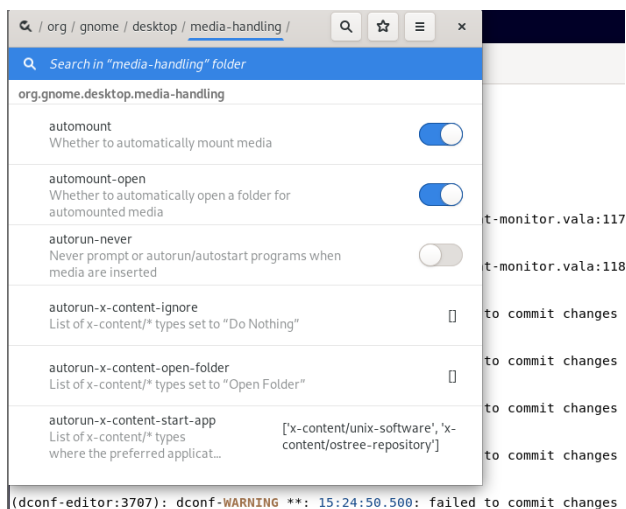 / org / gnome / desktop / media-handling /
Search in “media-handling” folder
org.gnome.desktop.media-handling
automount
Whether to automatically mount media
automount-open
Whether to automatically open a folder for
automounted media
t-monitor.vala:117
autorun-never
Never prompt or autorun/autostart programs when
media are inserted
t-monitor.vala:118
autorun-x-content-ignore
List of x-content/* types set to “Do Nothing”
[]
to commit changes
autorun-x-content-open-folder
List of x-content/* types set to “Open Folder”
[]
to commit changes
to commit changes
autorun-x-content-start-app
List of x-content/* types
where the preferred applicat…
['x-content/unix-software', 'x-
content/ostree-repository']
to commit changes
(dconf-editor:3707): dconf-WARNING **: 15:24:50.500: failed to commit changes